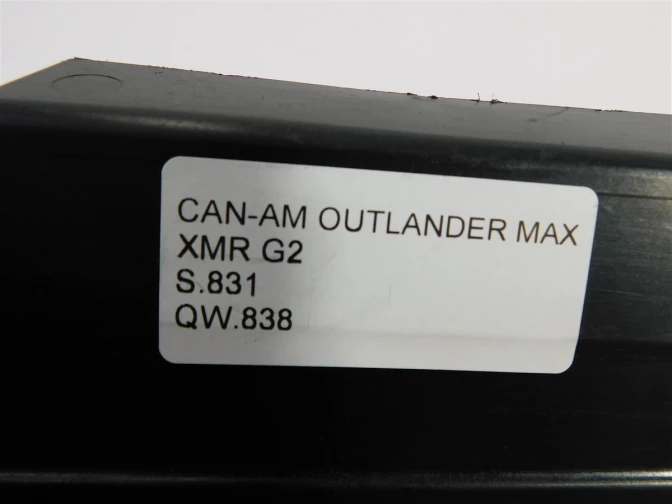 CAN-AM OUTLANDER MAX
XMR G2
S.831
QW.838